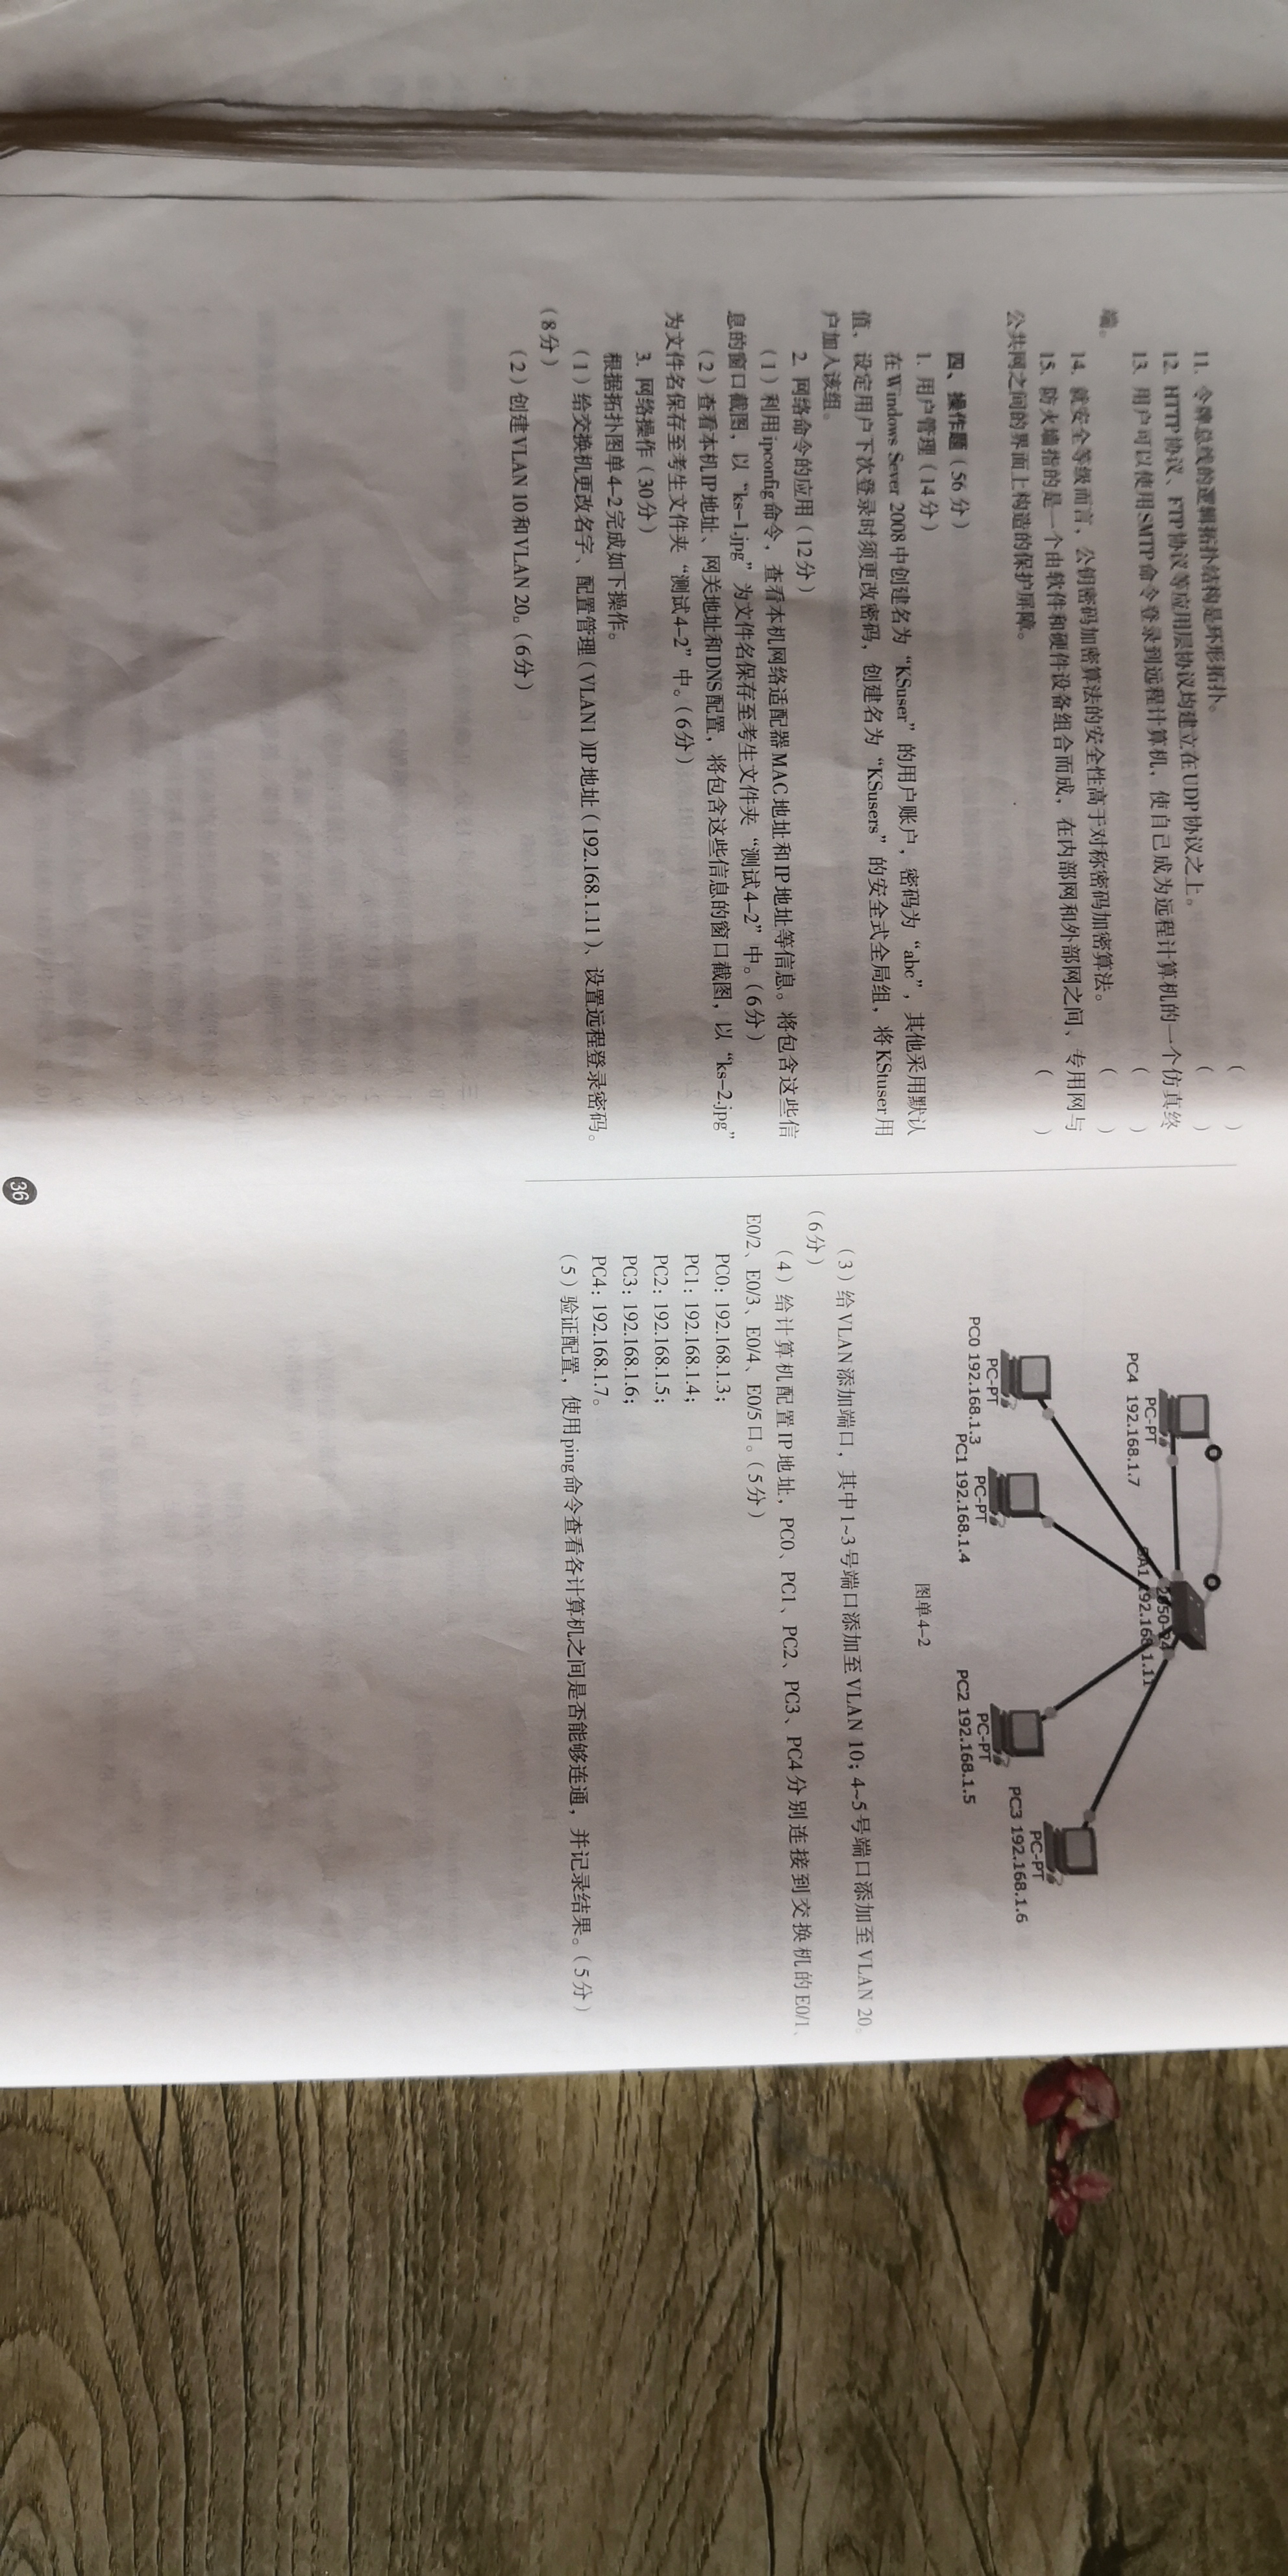 11. 令牌总线的逻辑拓扑结构是环形拓扑。 ( )
12. HTTP协议、FTP协议等应用层协议均建立在UDP协议之上。 ( )
13. 用户可以使用SMTP命令登录到远程计算机，使自己成为远程计算机的一个仿真终
端。 ( )
14. 就安全等级而言，公钥密码加密算法的安全性高于对称密码加密算法。 ( )
15. 防火墙指的是一个由软件和硬件设备组合而成，在内部网和外部网之间、专用网与
公共网之间的界面上构造的保护屏障。 ( )
四、操作题（56分）
1. 用户管理（14分）
在Windows Sever 2008中创建名为“KSuser”的用户账户，密码为“abc”，其他采用默认
值，设定用户下次登录时须更改密码，创建名为“KSusers”的安全式全局组，将KStuser用
户加入该组。
2. 网络命令的应用（12分）
（1）利用ipconfig命令，查看本机网络适配器MAC地址和IP地址等信息。将包含这些信
息的窗口截图，以“ks-1.jpg”为文件名保存至考生文件夹“测试4-2”中。（6分）
（2）查看本机IP地址、网关地址和DNS配置，将包含这些信息的窗口截图，以“ks-2.jpg”
为文件名保存至考生文件夹“测试4-2”中。（6分）
3. 网络操作（30分）
根据拓扑图单4-2完成如下操作。
（1）给交换机更改名字、配置管理（VLAN1）IP地址（192.168.1.11）、设置远程登录密码。
（8分）
（2）创建VLAN 10和VLAN 20。（6分）
PC-PT
PC4 192.168.1.7
2950-24
SA1 192.168.1.11
PC-PT
PC3 192.168.1.6
PC-PT
PC0 192.168.1.3
PC-PT
PC1 192.168.1.4
PC-PT
PC2 192.168.1.5
图单4-2
（3）给VLAN添加端口，其中1~3号端口添加至VLAN 10；4~5号端口添加至VLAN 20。
（6分）
（4）给计算机配置IP地址，PC0、PC1、PC2、PC3、PC4分别连接到交换机的E0/1、
E0/2、E0/3、E0/4、E0/5口。（5分）
PC0：192.168.1.3；
PC1：192.168.1.4；
PC2：192.168.1.5；
PC3：192.168.1.6；
PC4：192.168.1.7。
（5）验证配置，使用ping命令查看各计算机之间是否能够连通，并记录结果。（5分）
36